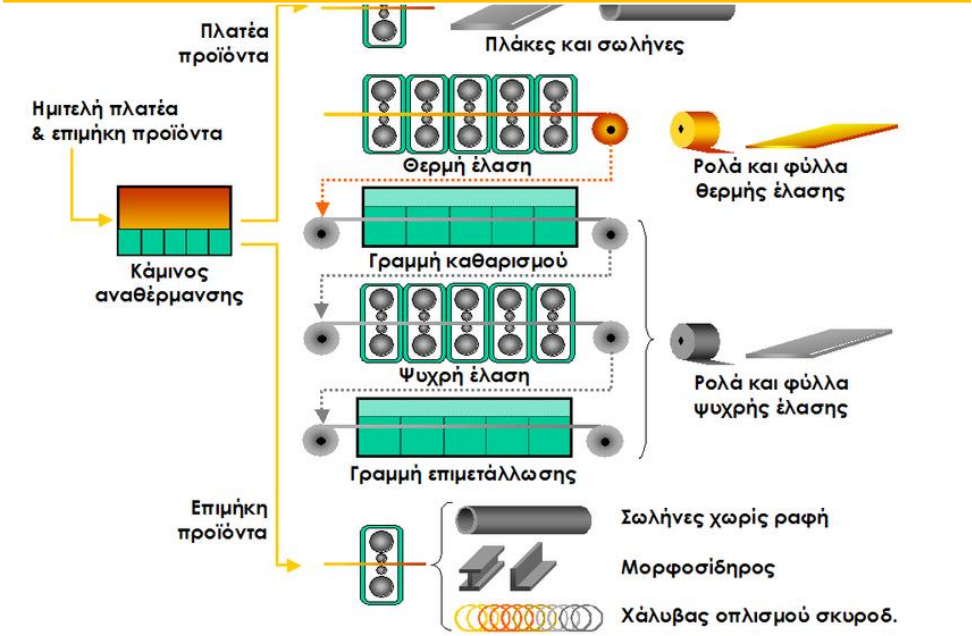 Πλατέα
προϊόντα
Πλάκες και σωλήνες
Ημιτελή πλατέα
& επιμήκη προϊόντα
Θερμή έλαση
Ρολά και φύλλα
θερμής έλασης
Κάμινος
αναθέρμανσης
Γραμμή καθαρισμού
Ψυχρή έλαση
Ρολά και φύλλα
ψυχρής έλασης
Γραμμή επιμετάλλωσης
Επιμήκη
προϊόντα
Σωλήνες χωρίς ραφή
Μορφοσίδηρος
Χάλυβας οπλισμού σκυροδ.